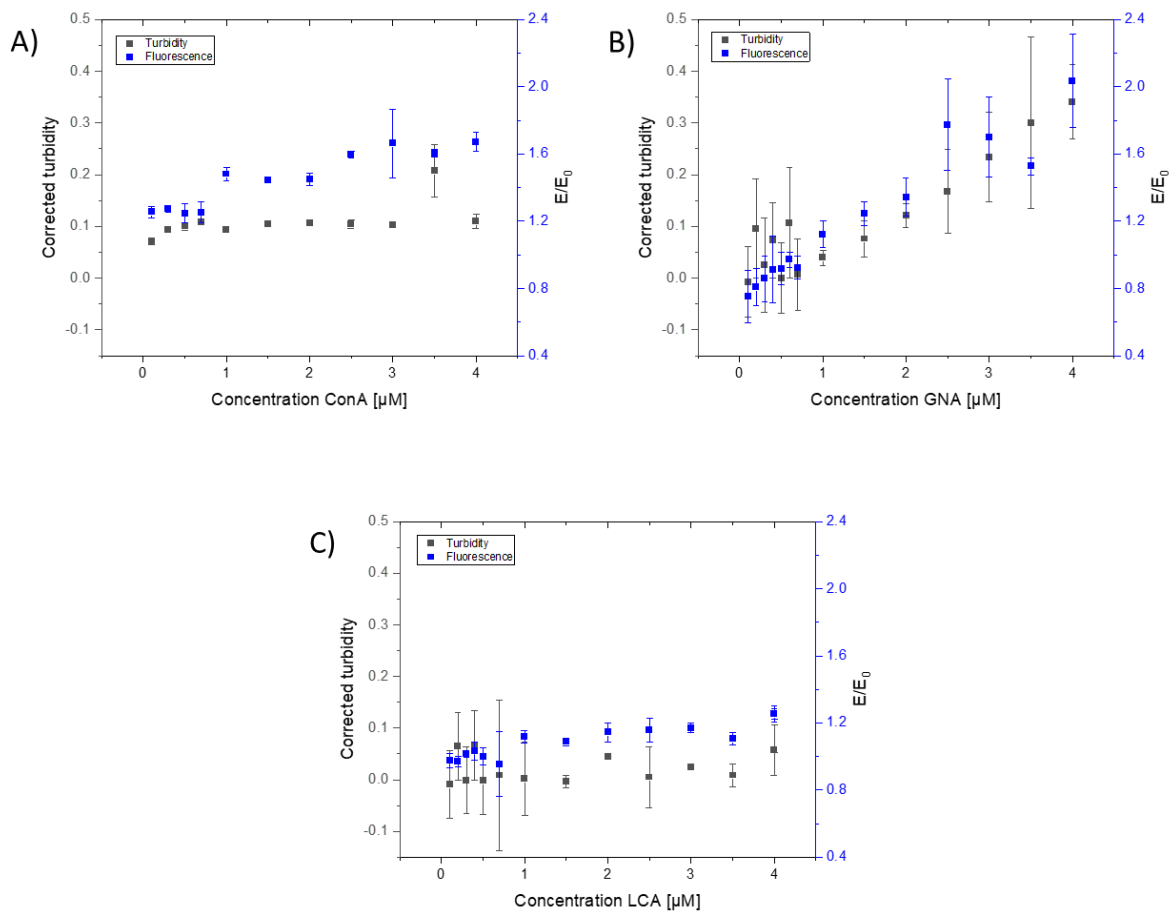 A)
Turbidity
Fluorescence
0.5
0.4
0.3
0.2
0.1
0.0
-0.1
Corrected turbidity
2.4
2.0
1.6
1.2
0.8
0.4
E/E0
0 1 2 3 4
Concentration ConA [µM]
B)
Turbidity
Fluorescence
0.5
0.4
0.3
0.2
0.1
0.0
-0.1
Corrected turbidity
2.4
2.0
1.6
1.2
0.8
0.4
E/E0
0 1 2 3 4
Concentration GNA [µM]
C)
Turbidity
Fluorescence
0.5
0.4
0.3
0.2
0.1
0.0
-0.1
Corrected turbidity
2.4
2.0
1.6
1.2
0.8
0.4
E/E0
0 1 2 3 4
Concentration LCA [µM]